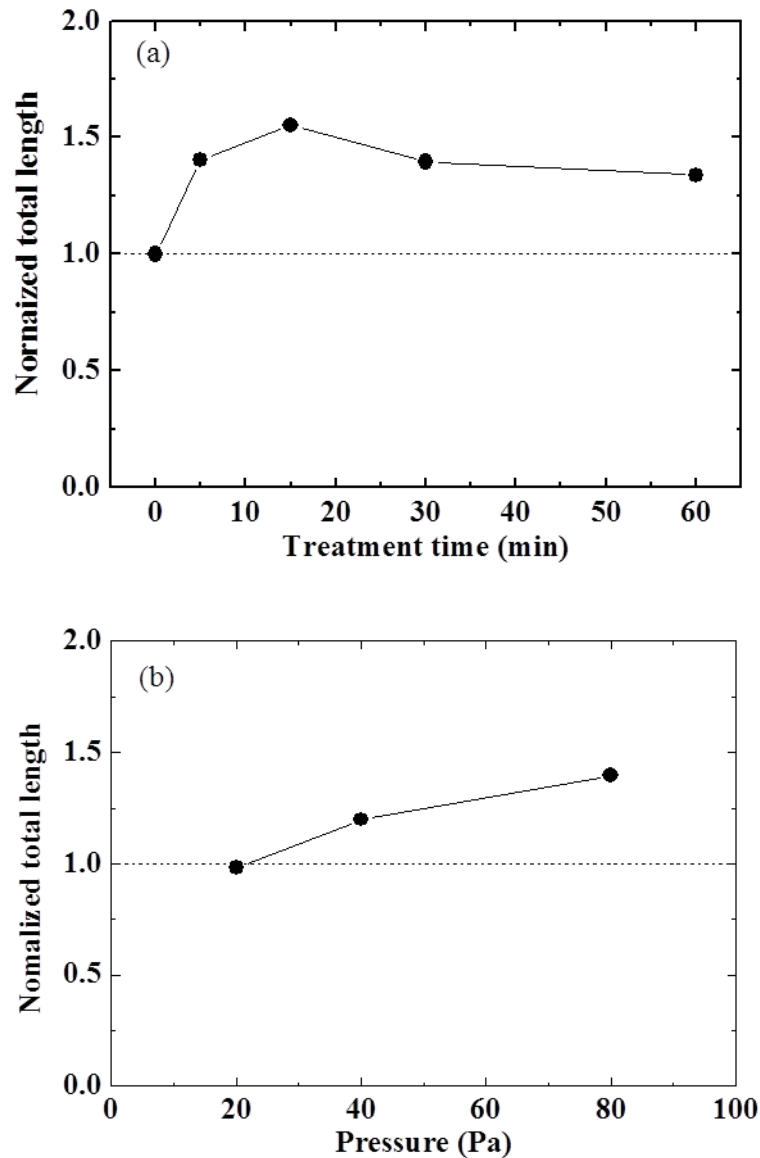 (a)
2.0
1.5
1.0
0.5
0.0
Nornaized total length
0 10 20 30 40 50 60
Treatment time (min)
(b)
2.0
1.5
1.0
0.5
0.0
Nomalized total length
0 20 40 60 80 100
Pressure (Pa)